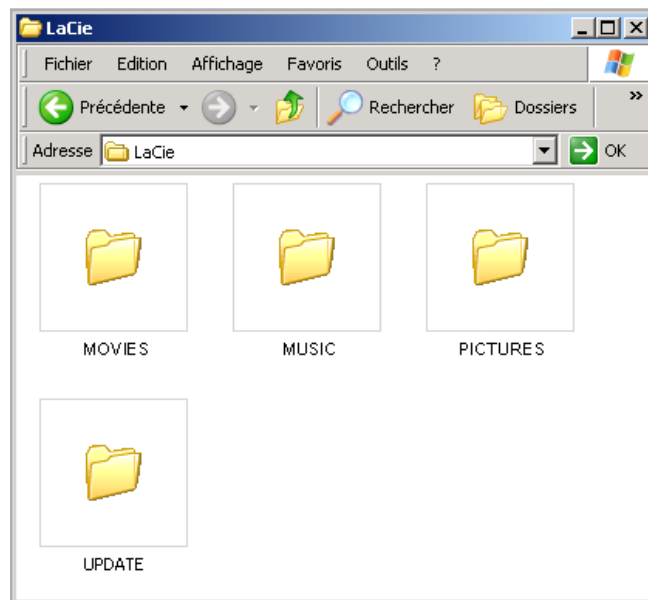 LaCie
Fichier Edition Affichage Favoris Outils ?
Précédente Rechercher Dossiers »
Adresse LaCie OK
MOVIES MUSIC PICTURES
UPDATE